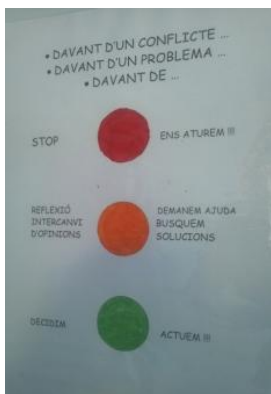 • DAVANT D'UN CONFLICTE ...
• DAVANT D'UN PROBLEMA ...
• DAVANT DE ...
STOP
ENS ATUREM !!!
REFLEXIÓ
INTERCANVI
D'OPINIONS
DEMANEM AJUDA
BUSQUEM
SOLUCIONS
DECIDIM
ACTUEM !!!